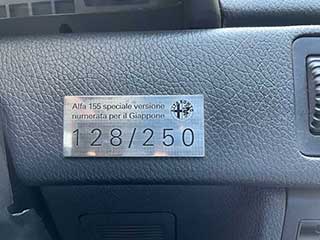 Alfa 155 speciale versione
numerata per il Giappone
128/250